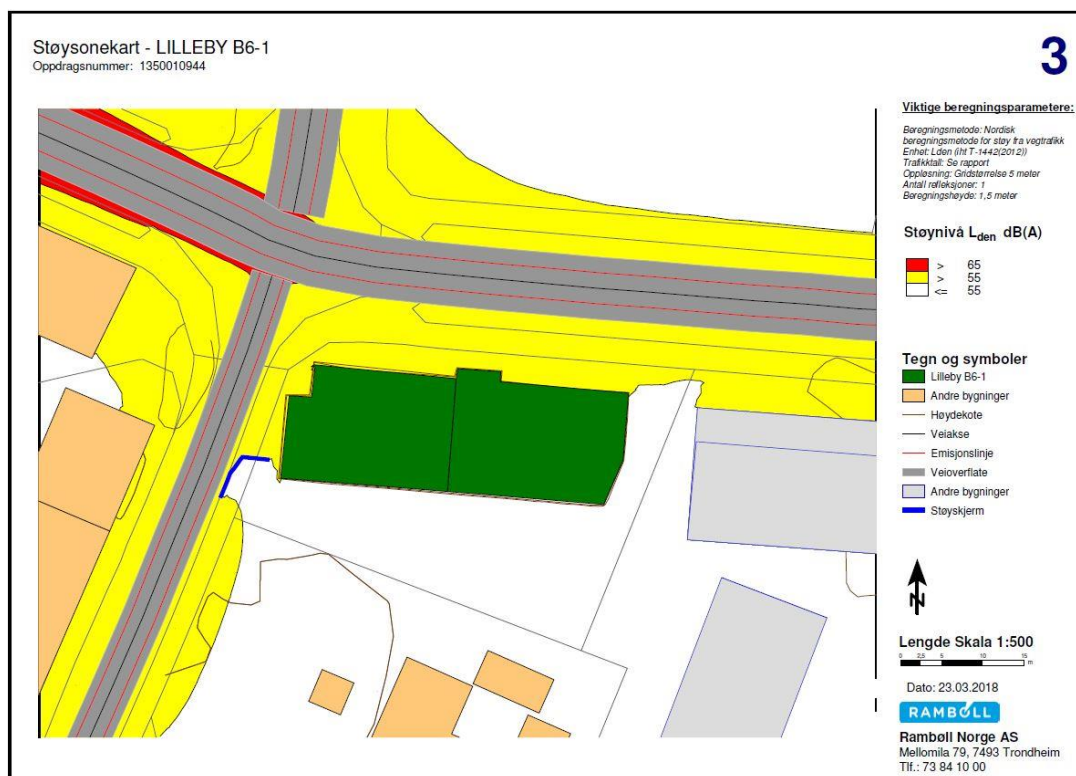 Støysonekart - LILLEBY B6-1
Oppdragsnummer: 1350010944
3
Viktige beregningsparametere:
Beregningsmetode: Nordisk
beregningsmetode for støy fra vegtrafikk
Enhet: Lden (iht T-1442(2012))
Trafikktall: Se rapport
Oppløsning: Gridstørrelse 5 meter
Antall refleksjoner: 1
Beregningshøyde: 1,5 meter
Støynivå Lden dB(A)
> 65
> 55
<= 55
Tegn og symboler
Lilleby B6-1
Andre bygninger
Høydekote
Veiakse
Emisjonslinje
Veioverflate
Andre bygninger
Støyskjerm
N
Lengde Skala 1:500
0 2,5 5 10 15
m
Dato: 23.03.2018
RAMBOLL
Rambøll Norge AS
Mellomila 79, 7493 Trondheim
Tlf.: 73 84 10 00